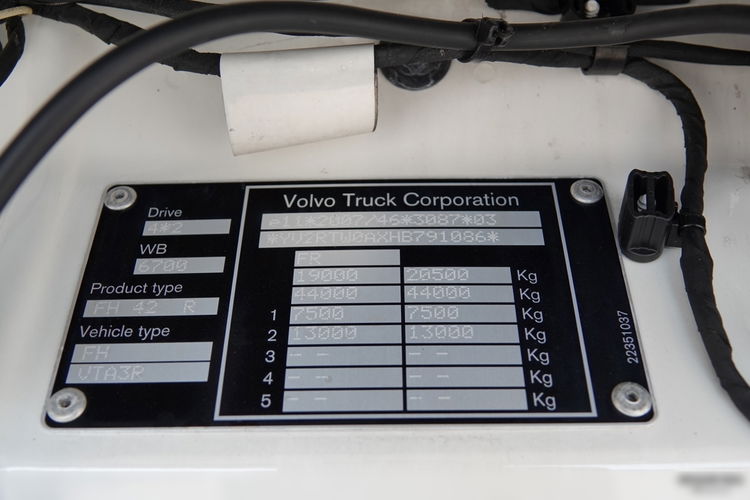 Volvo Truck Corporation
e11*2007/46*3087*03
*YV2RTW0AXHB791086*
Drive
4*2
WB
6700
Product type
FH 42 R
Vehicle type
FH
VTA3R
FR
19000 20500 Kg
44000 44000 Kg
1 7500 7500 Kg
2 13000 13000 Kg
3 -- -- Kg
4 -- -- Kg
5 -- -- Kg
22351037